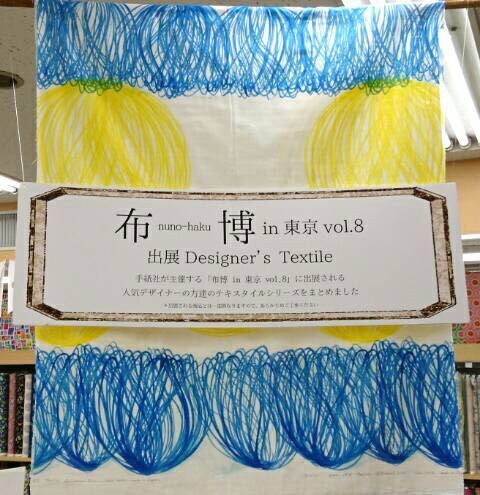 布 nuno-haku 博 in 東京 vol.8
出展 Designer's Textile
手紙社が主催する「布博 in 東京 vol.8」に出展される
人気デザイナーの方達のテキスタイルシリーズをまとめました